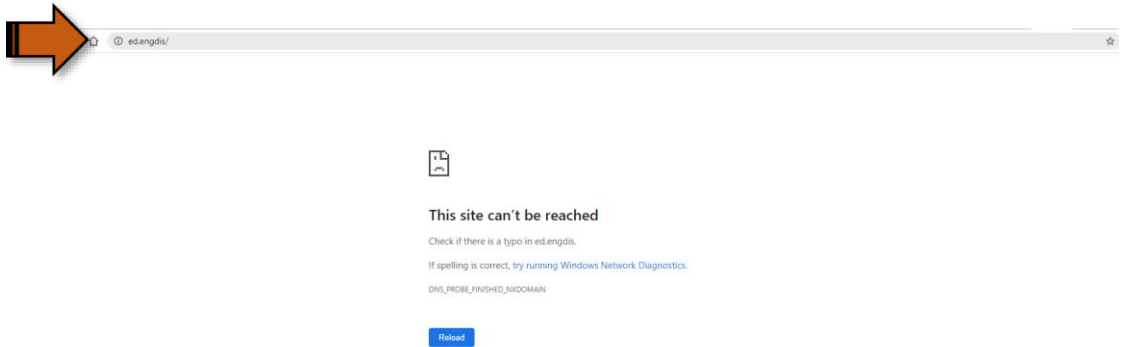 ed.engdis/
This site can't be reached
Check if there is a typo in ed.engdis.
If spelling is correct, try running Windows Network Diagnostics.
DNS_PROBE_FINISHED_NXDOMAIN
Reload